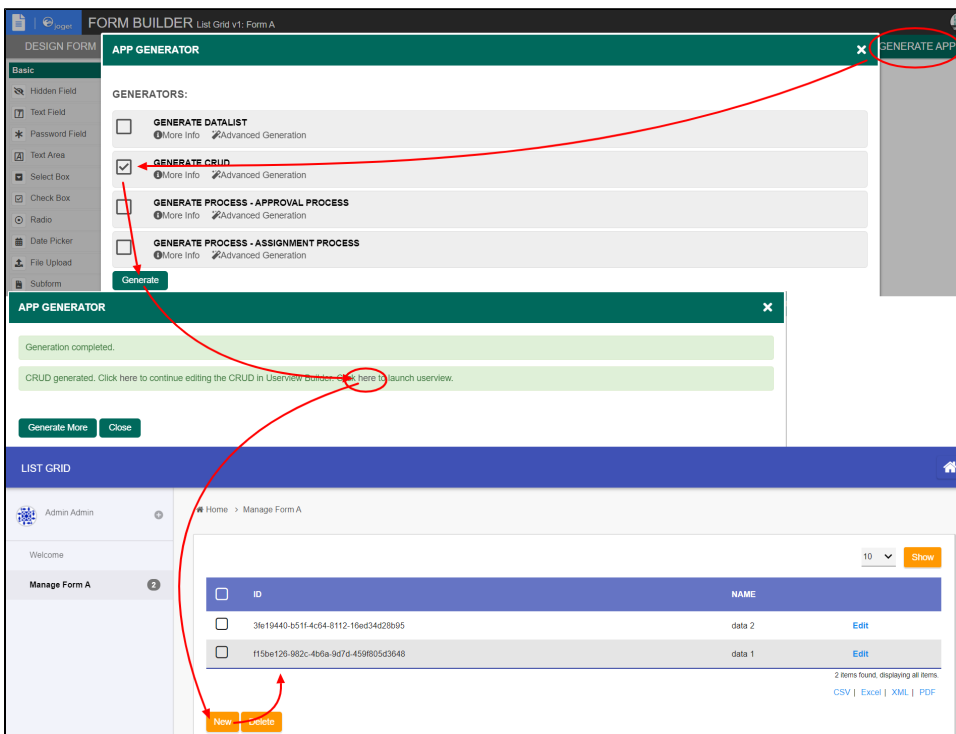 joget FORM BUILDER List Grid v1: Form A
DESIGN FORM
GENERATE APP
APP GENERATOR
Basic
Hidden Field
Text Field
Password Field
Text Area
Select Box
Check Box
Radio
Date Picker
File Upload
Subform
GENERATORS:
GENERATE DATALIST
More Info Advanced Generation
GENERATE CRUD
More Info Advanced Generation
GENERATE PROCESS - APPROVAL PROCESS
More Info Advanced Generation
GENERATE PROCESS - ASSIGNMENT PROCESS
More Info Advanced Generation
Generate
APP GENERATOR
Generation completed.
CRUD generated. Click here to continue editing the CRUD in Userview Builder. Click here to launch userview.
Generate More Close
LIST GRID
Admin Admin
Welcome
Manage Form A 2
Home > Manage Form A
10 Show
ID NAME
3fe19440-b51f-4c64-8112-16ed34d28b95 data 2 Edit
f15be126-982c-4b6a-9d7d-459f805d3648 data 1 Edit
2 items found, displaying all items.
CSV | Excel | XML | PDF
New Delete